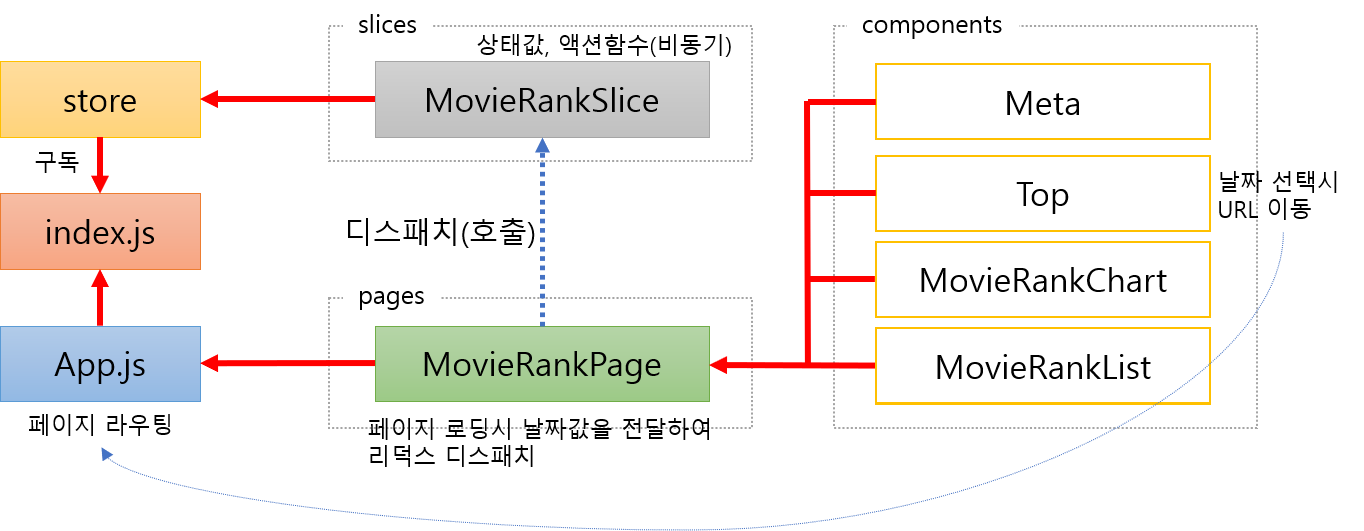 slices
상태값, 액션함수(비동기)
components
store
MovieRankSlice
Meta
구독
Top
날짜 선택시
URL 이동
index.js
디스패치(호출)
MovieRankChart
pages
App.js
MovieRankPage
MovieRankList
페이지 라우팅
페이지 로딩시 날짜값을 전달하여
리덕스 디스패치